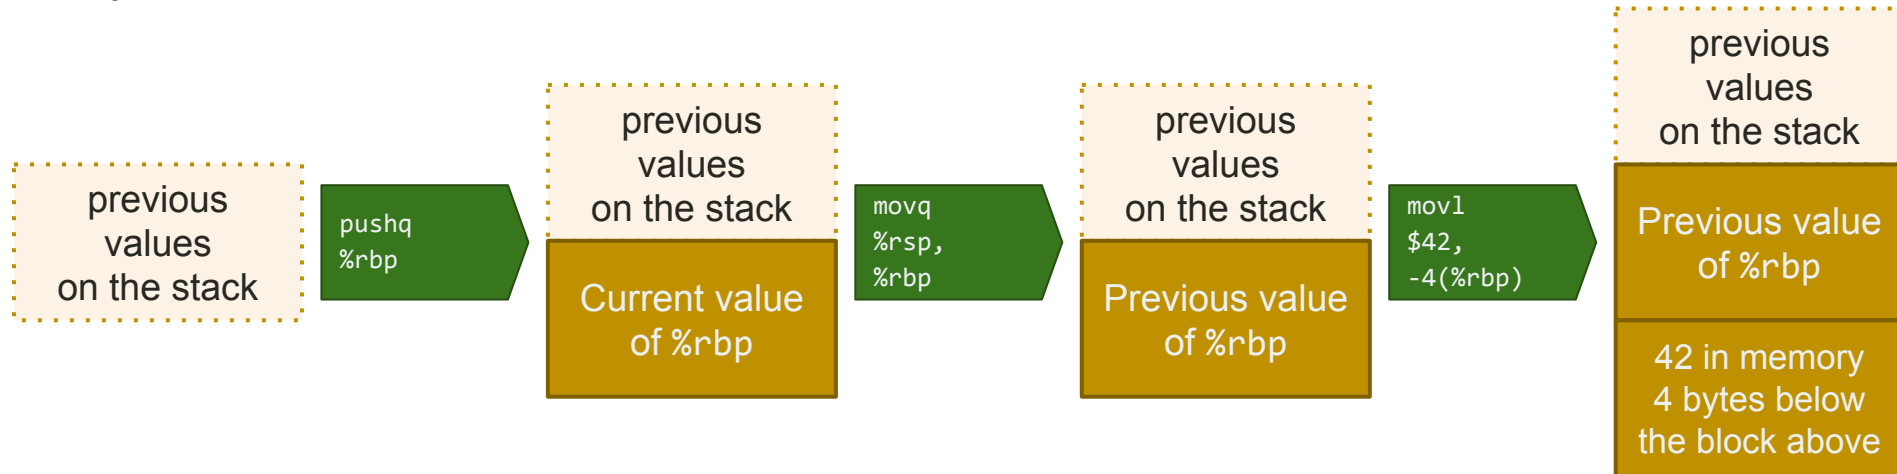 previous
values
on the stack
pushq
%rbp
previous
values
on the stack
Current value
of %rbp
movq
%rsp,
%rbp
previous
values
on the stack
Previous value
of %rbp
movl
$42,
-4(%rbp)
previous
values
on the stack
Previous value
of %rbp
42 in memory
4 bytes below
the block above